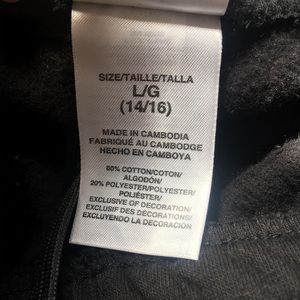 SIZE/TAILLE/TALLA
L/G
(14/16)
MADE IN CAMBODIA
FABRIQUÉ AU CAMBODGE
HECHO EN CAMBOYA
80% COTTON/COTON/
ALGODÓN/
20% POLYESTER/POLYESTER/
POLIÉSTER/
EXCLUSIVE OF DECORATION/
EXCLUSIF DES DÉCORATIONS/
EXCLUYENDO LA DECORACIÓN